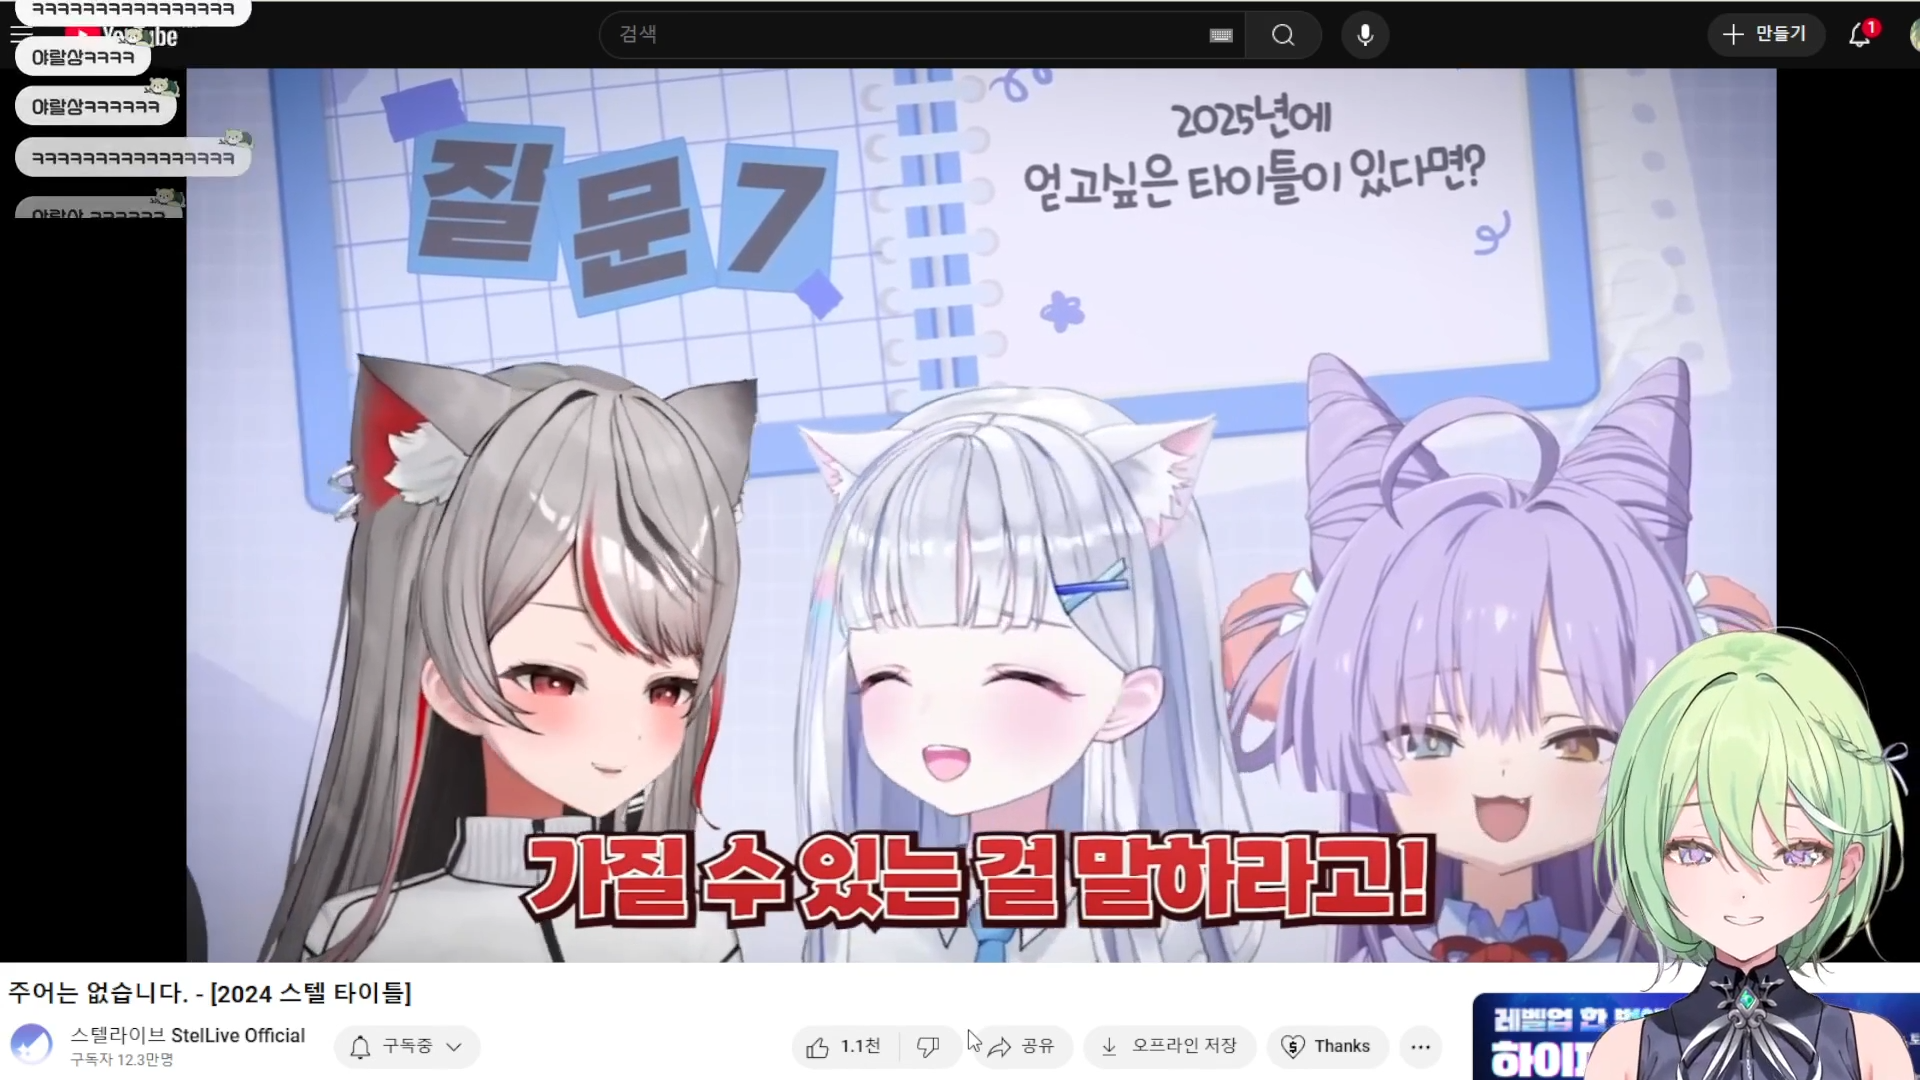 ㅋㅋㅋㅋㅋㅋㅋㅋㅋㅋㅋㅋㅋㅋㅋㅋ
야랄상ㅋㅋㅋㅋ
야랄상ㅋㅋㅋㅋㅋㅋ
ㅋㅋㅋㅋㅋㅋㅋㅋㅋㅋㅋㅋㅋㅋㅋㅋ
야랄상 ㅋㅋㅋㅋㅋㅋ
YouTube
검색
만들기
1
질문7
2025년에
얻고싶은 타이틀이 있다면?
가질 수 있는 걸 말하라고!
주어는 없습니다. - [2024 스텔 타이틀]
스텔라이브 StelLive Official
구독자 12.3만명
구독중
1.1천
공유
오프라인 저장
Thanks
레벨업 한
하이